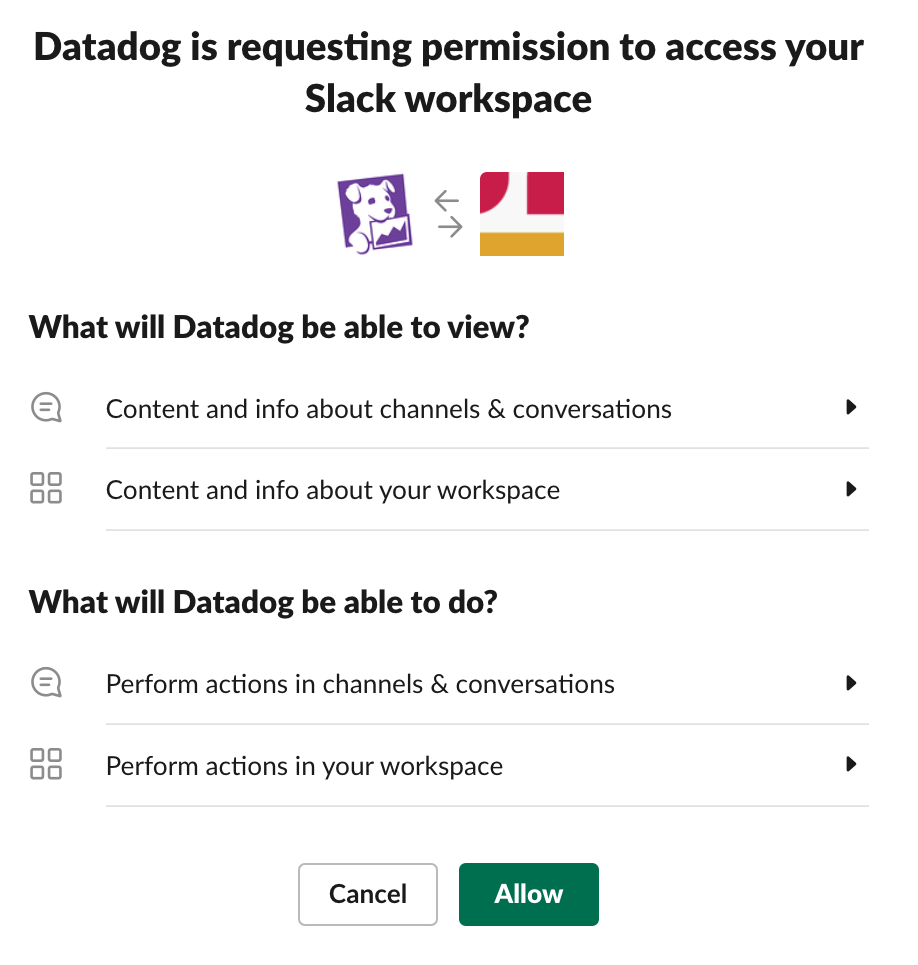 Datadog is requesting permission to access your
Slack workspace
What will Datadog be able to view?
Content and info about channels & conversations
Content and info about your workspace
What will Datadog be able to do?
Perform actions in channels & conversations
Perform actions in your workspace
Cancel
Allow